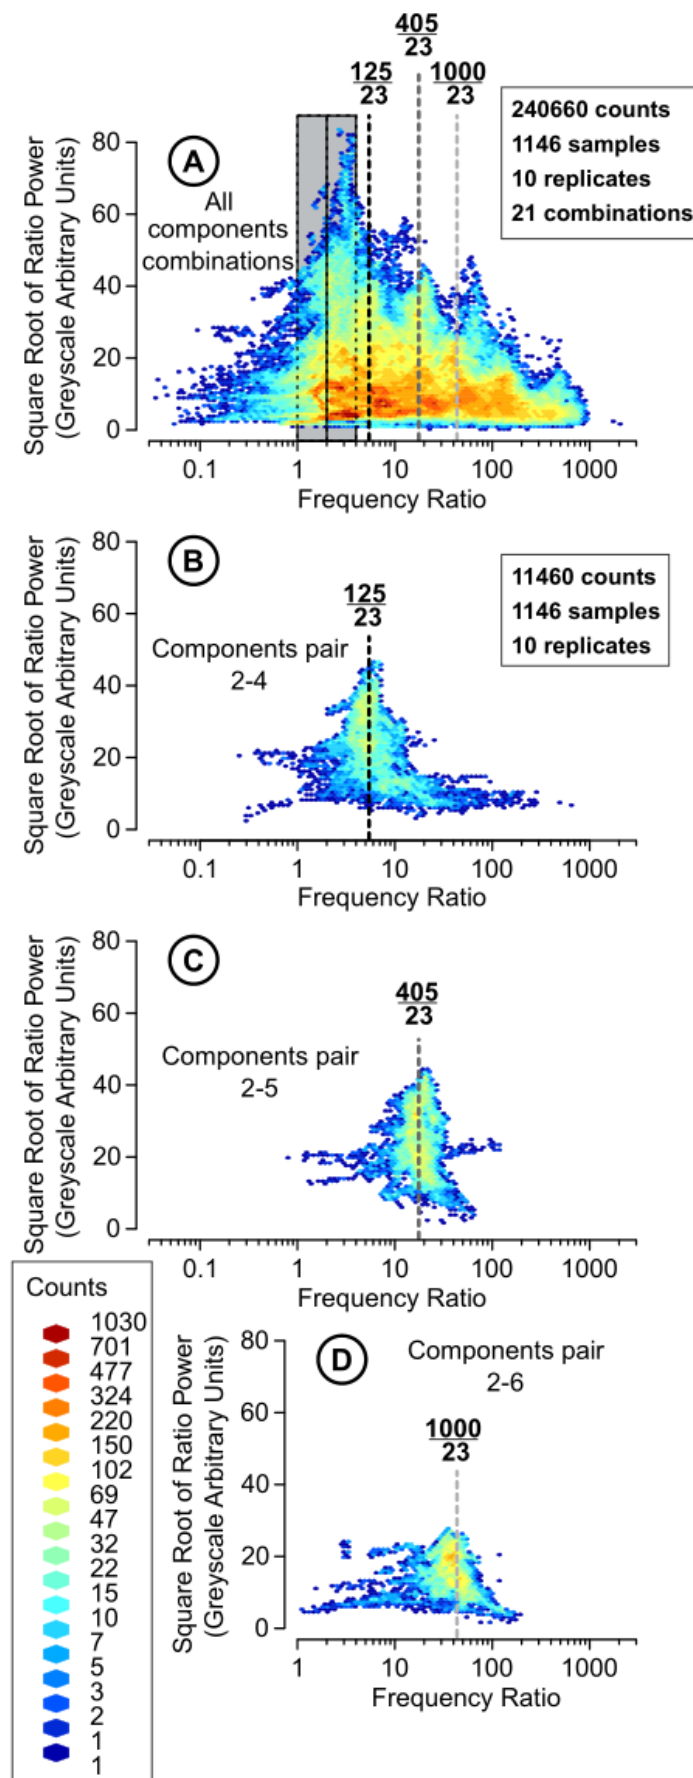 405
23
125
23
1000
23
A
All
components
combinations
240660 counts
1146 samples
10 replicates
21 combinations
Square Root of Ratio Power
(Greyscale Arbitrary Units)
80
60
40
20
0
0.1 1 10 100 1000
Frequency Ratio
B
125
23
Components pair
2-4
11460 counts
1146 samples
10 replicates
Square Root of Ratio Power
(Greyscale Arbitrary Units)
80
60
40
20
0
0.1 1 10 100 1000
Frequency Ratio
C
405
23
Components pair
2-5
Square Root of Ratio Power
(Greyscale Arbitrary Units)
80
60
40
20
0
0.1 1 10 100 1000
Frequency Ratio
Counts
1030
701
477
324
220
150
102
69
47
32
22
15
10
7
5
3
2
1
1
D
Components pair
2-6
1000
23
Square Root of Ratio Power
(Greyscale Arbitrary Units)
80
60
40
20
0
1 10 100 1000
Frequency Ratio